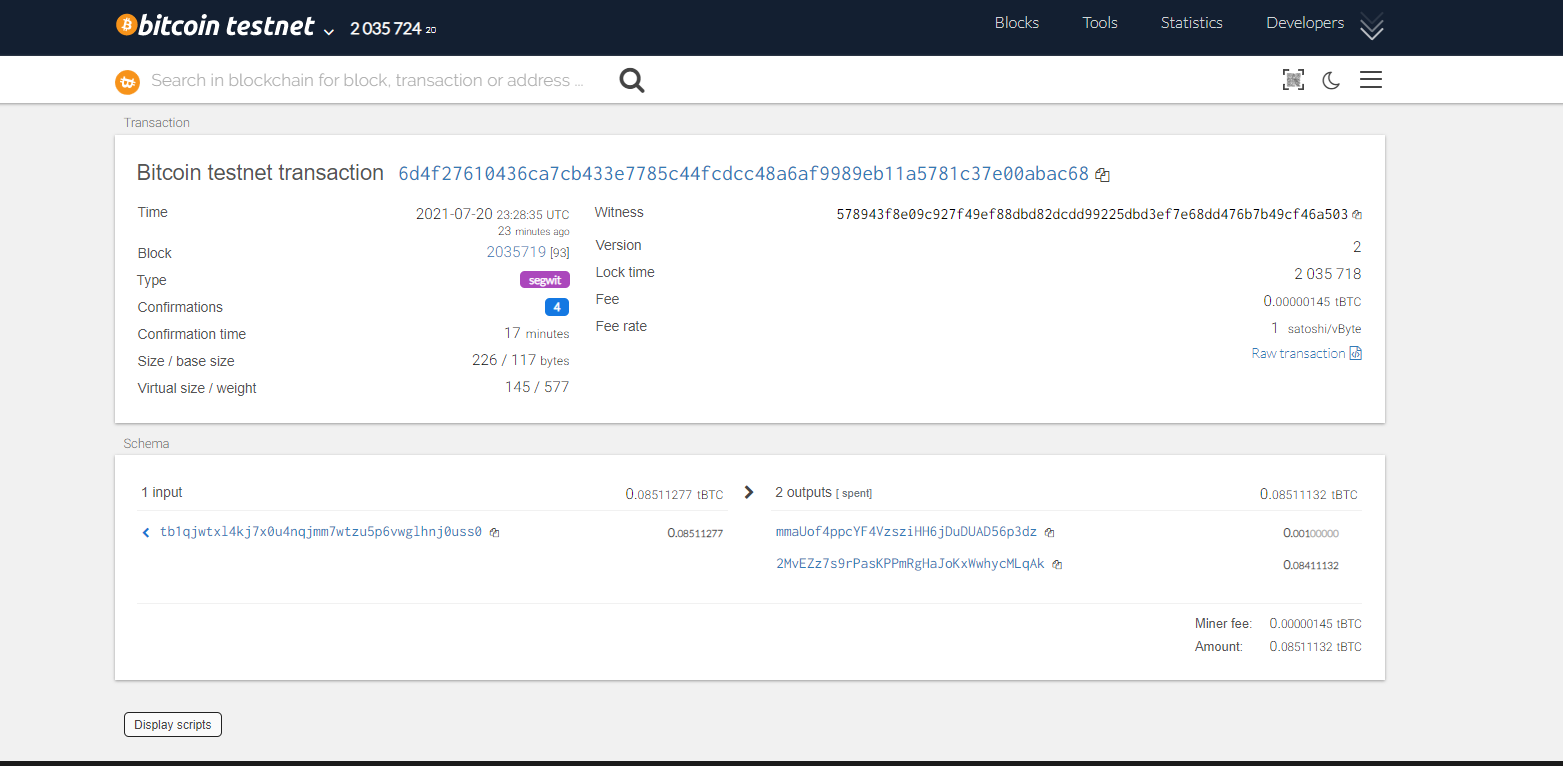 bitcoin testnet 2 035 724 20
Blocks Tools Statistics Developers
Search in blockchain for block, transaction or address ...
Transaction
Bitcoin testnet transaction 6d4f27610436ca7cb433e7785c44fcdcc48a6af9989eb11a5781c37e00abac68
Time 2021-07-20 23:28:35 UTC
23 minutes ago
Block 2035719 [93]
Type segwit
Confirmations 4
Confirmation time 17 minutes
Size / base size 226 / 117 bytes
Virtual size / weight 145 / 577
Witness 578943f8e09c927f49ef88dbd82dcdd99225dbd3ef7e68dd476b7b49cf46a503
Version 2
Lock time 2 035 718
Fee 0.00000145 tBTC
Fee rate 1 satoshi/vByte
Raw transaction
Schema
1 input 0.08511277 tBTC
2 outputs [ spent] 0.08511132 tBTC
tb1qjwtxl4kj7x0u4nqjmm7wtzu5p6vwglhnj0uss0 0.08511277
mmaUof4ppcYF4VzsziHH6jDuDUAD56p3dz 0.00100000
2MvEZz7s9rPasKPPmRgHaJoKxWwhycMLqAk 0.08411132
Miner fee: 0.00000145 tBTC
Amount: 0.08511132 tBTC
Display scripts